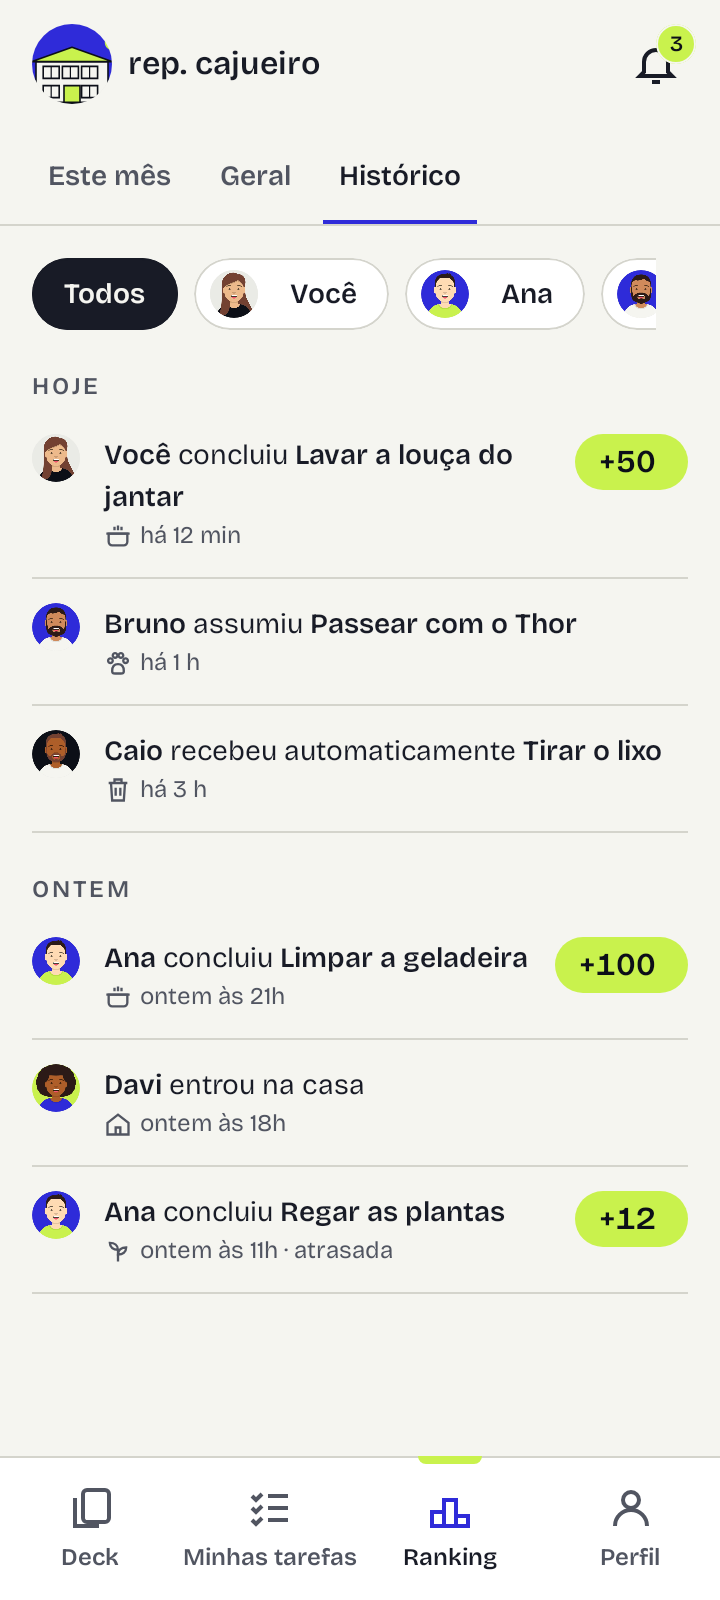 rep. cajueiro
3
Este mês
Geral
Histórico
Todos
Você
Ana
HOJE
Você concluiu Lavar a louça do
jantar
+50
há 12 min
Bruno assumiu Passear com o Thor
há 1 h
Caio recebeu automaticamente Tirar o lixo
há 3 h
ONTEM
Ana concluiu Limpar a geladeira
+100
ontem às 21h
Davi entrou na casa
ontem às 18h
Ana concluiu Regar as plantas
+12
ontem às 11h · atrasada
Deck
Minhas tarefas
Ranking
Perfil